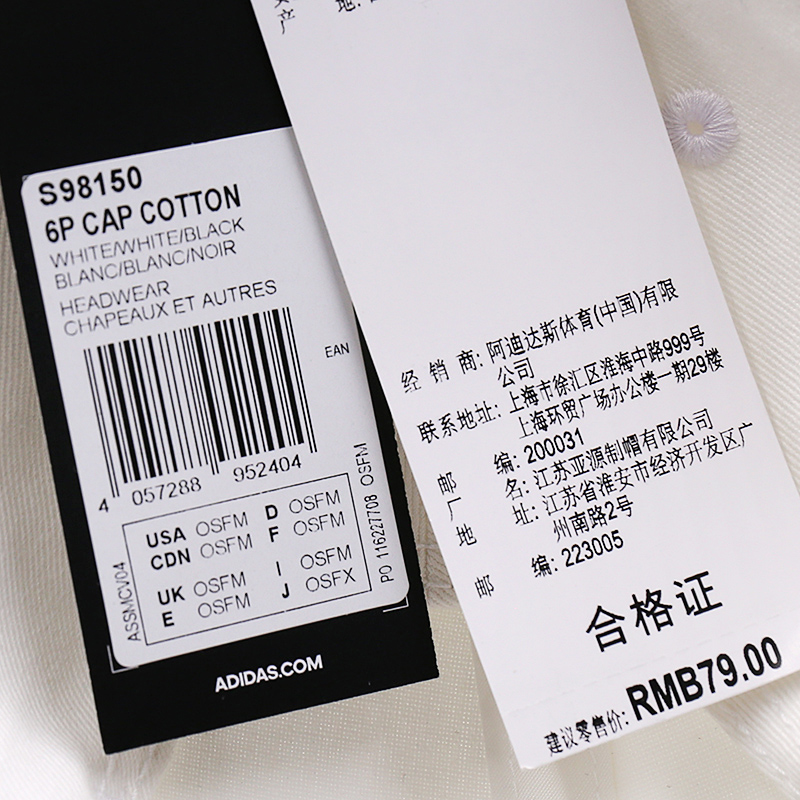 S98150
6P CAP COTTON
WHITE/WHITE/BLACK
BLANC/BLANC/NOIR
HEADWEAR
CHAPEAUX ET AUTRES
EAN
4 057288 952404
USA OSFM D OSFM
CDN OSFM F OSFM
UK OSFM I OSFM
E OSFM J OSFX
ASSMCV04
PO 0116227708 OSFM
ADIDAS.COM
产 地:
经 销 商: 阿迪达斯体育(中国)有限
公司
联系地址: 上海市徐汇区淮海中路999号
上海环贸广场办公楼一期29楼
邮 编: 200031
厂 名: 江苏亚源制帽有限公司
地 址: 江苏省淮安市经济开发区广
州南路2号
邮 编: 223005
合格证
建议零售价: RMB79.00